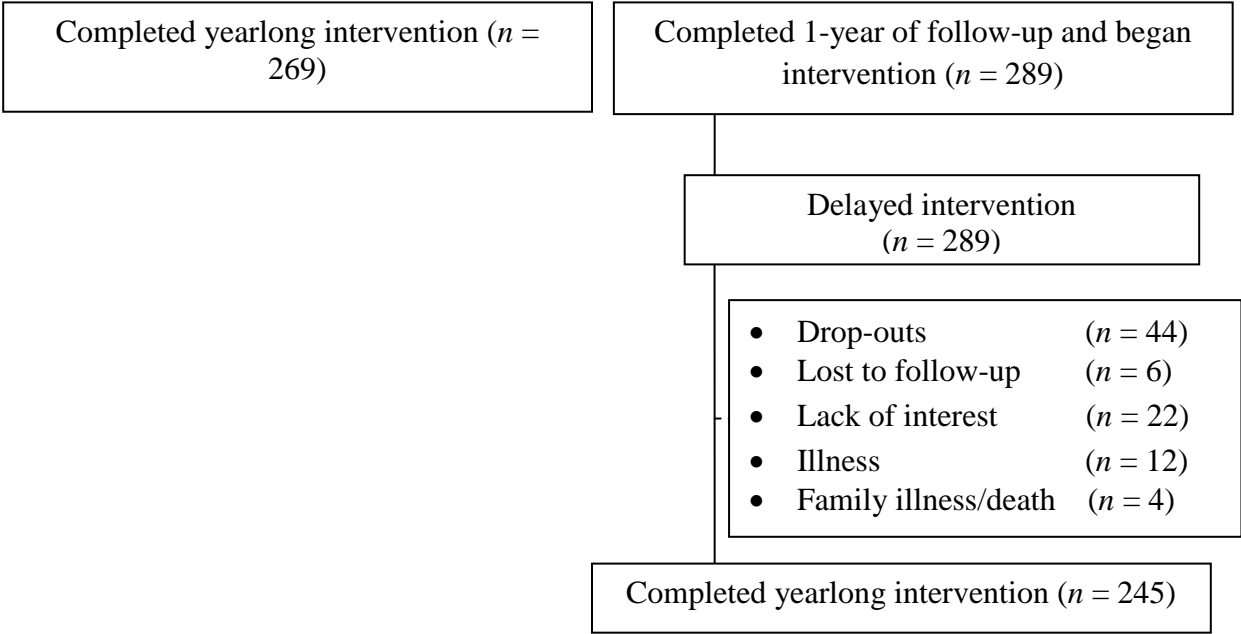 Completed yearlong intervention (n =
269)
Completed 1-year of follow-up and began
intervention (n = 289)
Delayed intervention
(n = 289)
• Drop-outs (n = 44)
• Lost to follow-up (n = 6)
• Lack of interest (n = 22)
• Illness (n = 12)
• Family illness/death (n = 4)
Completed yearlong intervention (n = 245)